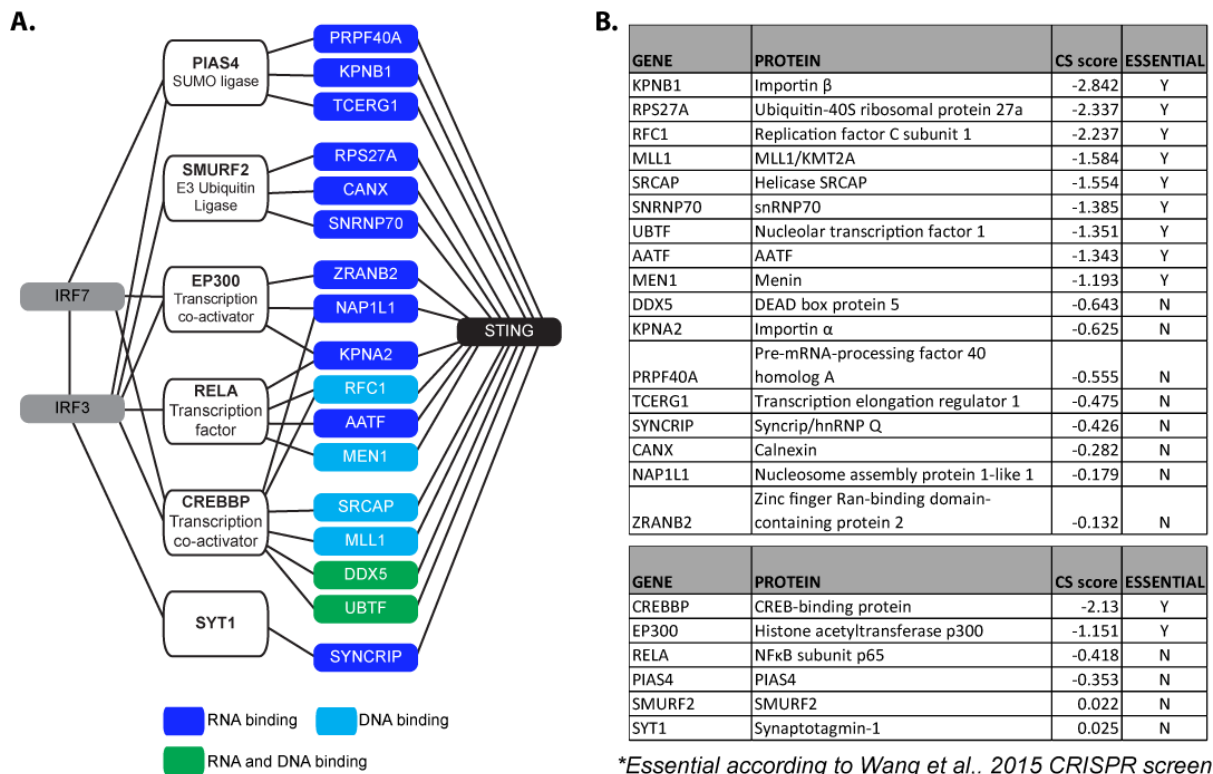 A.
PIAS4
SUMO ligase
SMURF2
E3 Ubiquitin
Ligase
EP300
Transcription
co-activator
RELA
Transcription
factor
CREBBP
Transcription
co-activator
SYT1
IRF7
IRF3
PRPF40A
KPNB1
TCERG1
RPS27A
CANX
SNRNP70
ZRANB2
NAP1L1
KPNA2
RFC1
AATF
MEN1
SRCAP
MLL1
DDX5
UBTF
SYNCRIP
STING
RNA binding
DNA binding
RNA and DNA binding
B.
GENE PROTEIN CS score ESSENTIAL
KPNB1 Importin β -2.842 Y
RPS27A Ubiquitin-40S ribosomal protein 27a -2.337 Y
RFC1 Replication factor C subunit 1 -2.237 Y
MLL1 MLL1/KMT2A -1.584 Y
SRCAP Helicase SRCAP -1.554 Y
SNRNP70 snRNP70 -1.385 Y
UBTF Nucleolar transcription factor 1 -1.351 Y
AATF AATF -1.343 Y
MEN1 Menin -1.193 Y
DDX5 DEAD box protein 5 -0.643 N
KPNA2 Importin α -0.625 N
Pre-mRNA-processing factor 40
PRPF40A homolog A -0.555 N
TCERG1 Transcription elongation regulator 1 -0.475 N
SYNCRIP Syncrip/hnRNP Q -0.426 N
CANX Calnexin -0.282 N
NAP1L1 Nucleosome assembly protein 1-like 1 -0.179 N
Zinc finger Ran-binding domain-
ZRANB2 containing protein 2 -0.132 N
GENE PROTEIN CS score ESSENTIAL
CREBBP CREB-binding protein -2.13 Y
EP300 Histone acetyltransferase p300 -1.151 Y
RELA NFκB subunit p65 -0.418 N
PIAS4 PIAS4 -0.353 N
SMURF2 SMURF2 0.022 N
SYT1 Synaptotagmin-1 0.025 N
*Essential according to Wang et al., 2015 CRISPR screen